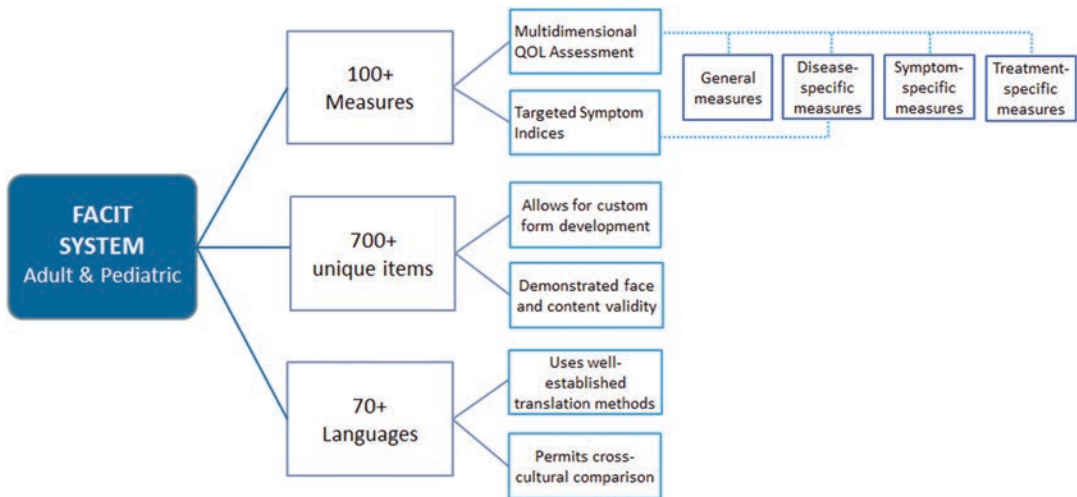 FACIT
SYSTEM
Adult & Pediatric
100+
Measures
Multidimensional
QOL Assessment
Targeted Symptom
Indices
General
measures
Disease-
specific
measures
Symptom-
specific
measures
Treatment-
specific
measures
700+
unique items
Allows for custom
form development
Demonstrated face
and content validity
70+
Languages
Uses well-
established
translation methods
Permits cross-
cultural comparison